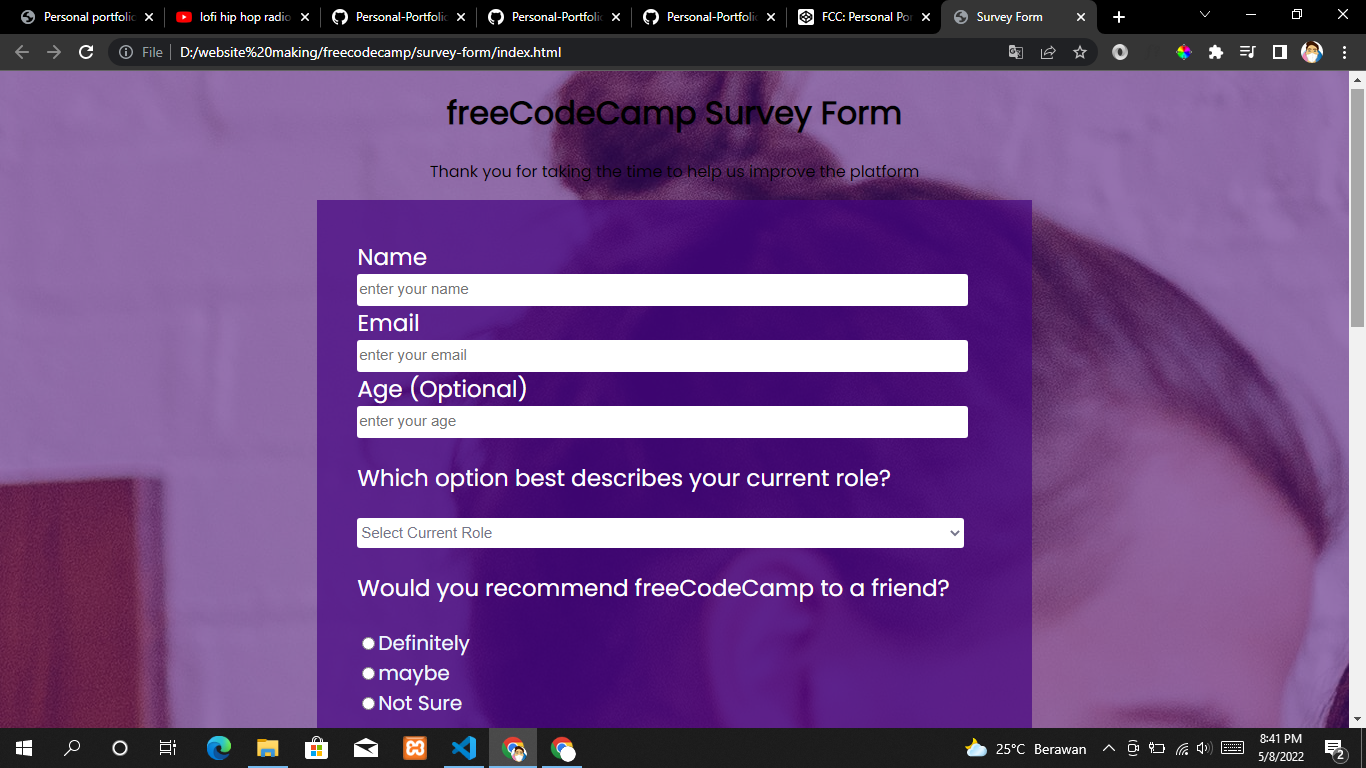 Personal portfolio
lofi hip hop radio
Personal-Portfolio
Personal-Portfolio
Personal-Portfolio
FCC: Personal Por
Survey Form
File
D:/website%20making/freecodecamp/survey-form/index.html
freeCodeCamp Survey Form
Thank you for taking the time to help us improve the platform
Name
enter your name
Email
enter your email
Age (Optional)
enter your age
Which option best describes your current role?
Select Current Role
Would you recommend freeCodeCamp to a friend?
Definitely
maybe
Not Sure
25°C Berawan
8:41 PM
5/8/2022
2